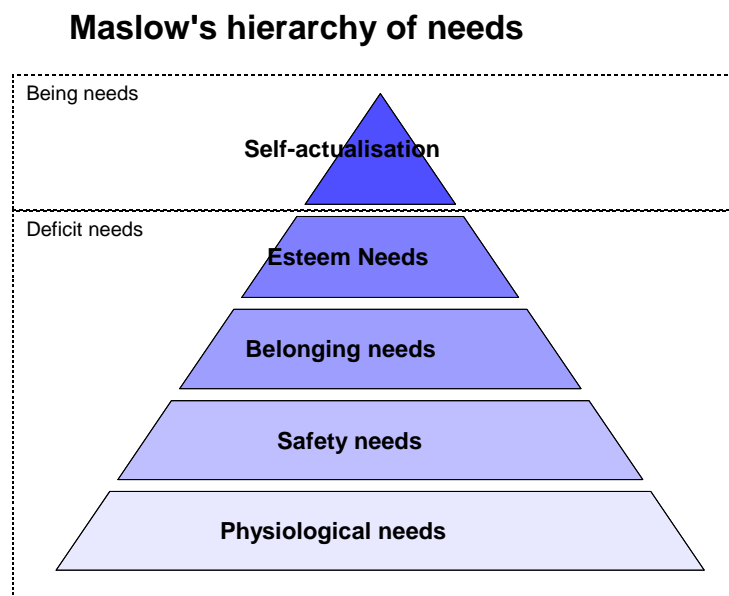 Maslow's hierarchy of needs
Being needs
Self-actualisation
Deficit needs
Esteem Needs
Belonging needs
Safety needs
Physiological needs